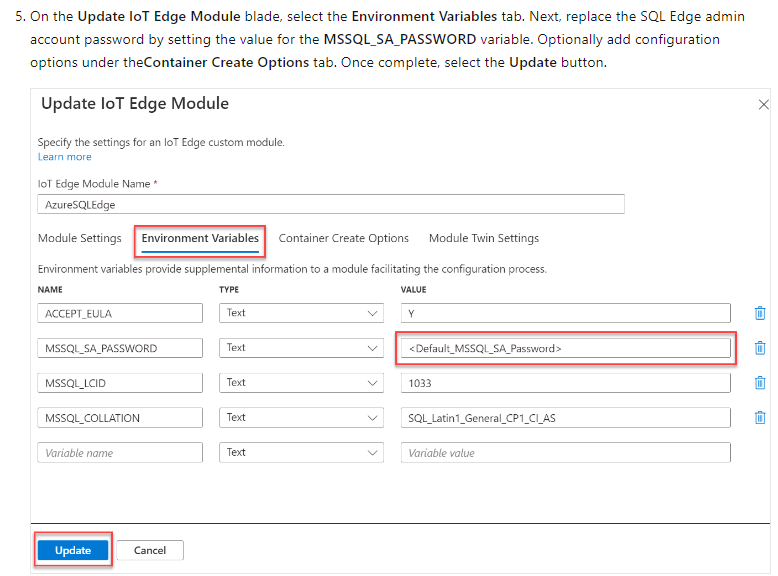 5. On the Update IoT Edge Module blade, select the Environment Variables tab. Next, replace the SQL Edge admin
account password by setting the value for the MSSQL_SA_PASSWORD variable. Optionally add configuration
options under theContainer Create Options tab. Once complete, select the Update button.
Update IoT Edge Module
Specify the settings for an IoT Edge custom module.
Learn more
IoT Edge Module Name *
AzureSQLEdge
Module Settings Environment Variables Container Create Options Module Twin Settings
Environment variables provide supplemental information to a module facilitating the configuration process.
NAME TYPE VALUE
ACCEPT_EULA Text Y
MSSQL_SA_PASSWORD Text <Default_MSSQL_SA_Password>
MSSQL_LCID Text 1033
MSSQL_COLLATION Text SQL_Latin1_General_CP1_CI_AS
Variable name Text Variable value
Update Cancel